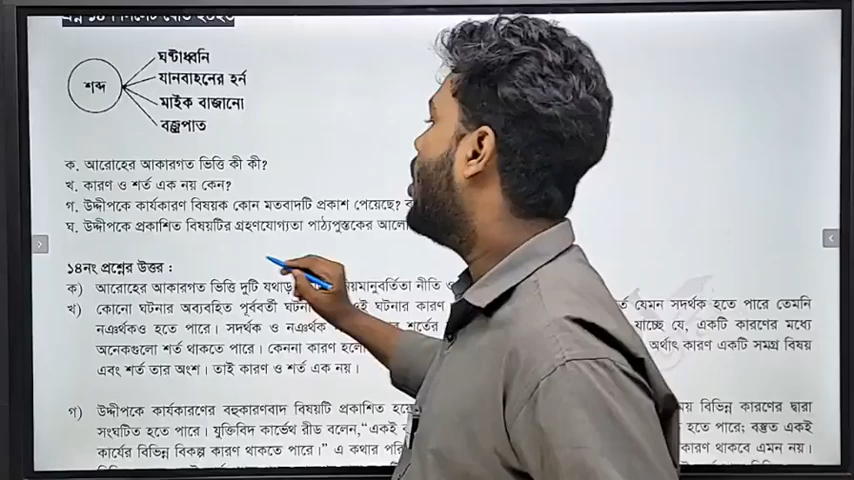 প্রশ্ন ১৪ সিলেট বোর্ড ২০২০
শব্দ
ঘন্টাধ্বনি
যানবাহনের হর্ন
মাইক বাজানো
বজ্রপাত
ক. আরোহের আকারগত ভিত্তি কী কী?
খ. কারণ ও শর্ত এক নয় কেন?
গ. উদ্দীপকে কার্যকারণ বিষয়ক কোন মতবাদটি প্রকাশ পেয়েছে?
ঘ. উদ্দীপকে প্রকাশিত বিষয়টির গ্রহণযোগ্যতা পাঠ্যপুস্তকের
১৪নং প্রশ্নের উত্তর :
ক) আরোহের আকারগত ভিত্তি দুটি যথা নীতি ও
খ) কোনো ঘটনার অব্যবহিত পূর্ববর্তী ঘটনা ঘটনার কারণ যেমন সদর্থক হতে পারে তেমনি
নঞর্থকও হতে পারে। সদর্থক ও নঞর্থক শর্তের যাচ্ছে যে, একটি কারণের মধ্যে
অনেকগুলো শর্ত থাকতে পারে। কেননা কারণ অর্থাৎ কারণ একটি সমগ্র বিষয়
এবং শর্ত তার অংশ। তাই কারণ ও শর্ত এক নয়।
গ) উদ্দীপকে কার্যকারণের বহুকারণবাদ বিষয়টি প্রকাশিত বিভিন্ন কারণের দ্বারা
সংঘটিত হতে পারে। যুক্তিবিদ কার্ভেথ রীড বলেন, “একই হতে পারে; বস্তুত একই
কার্যের বিভিন্ন বিকল্প কারণ থাকতে পারে।” এ কথার কারণ থাকবে এমন নয়।